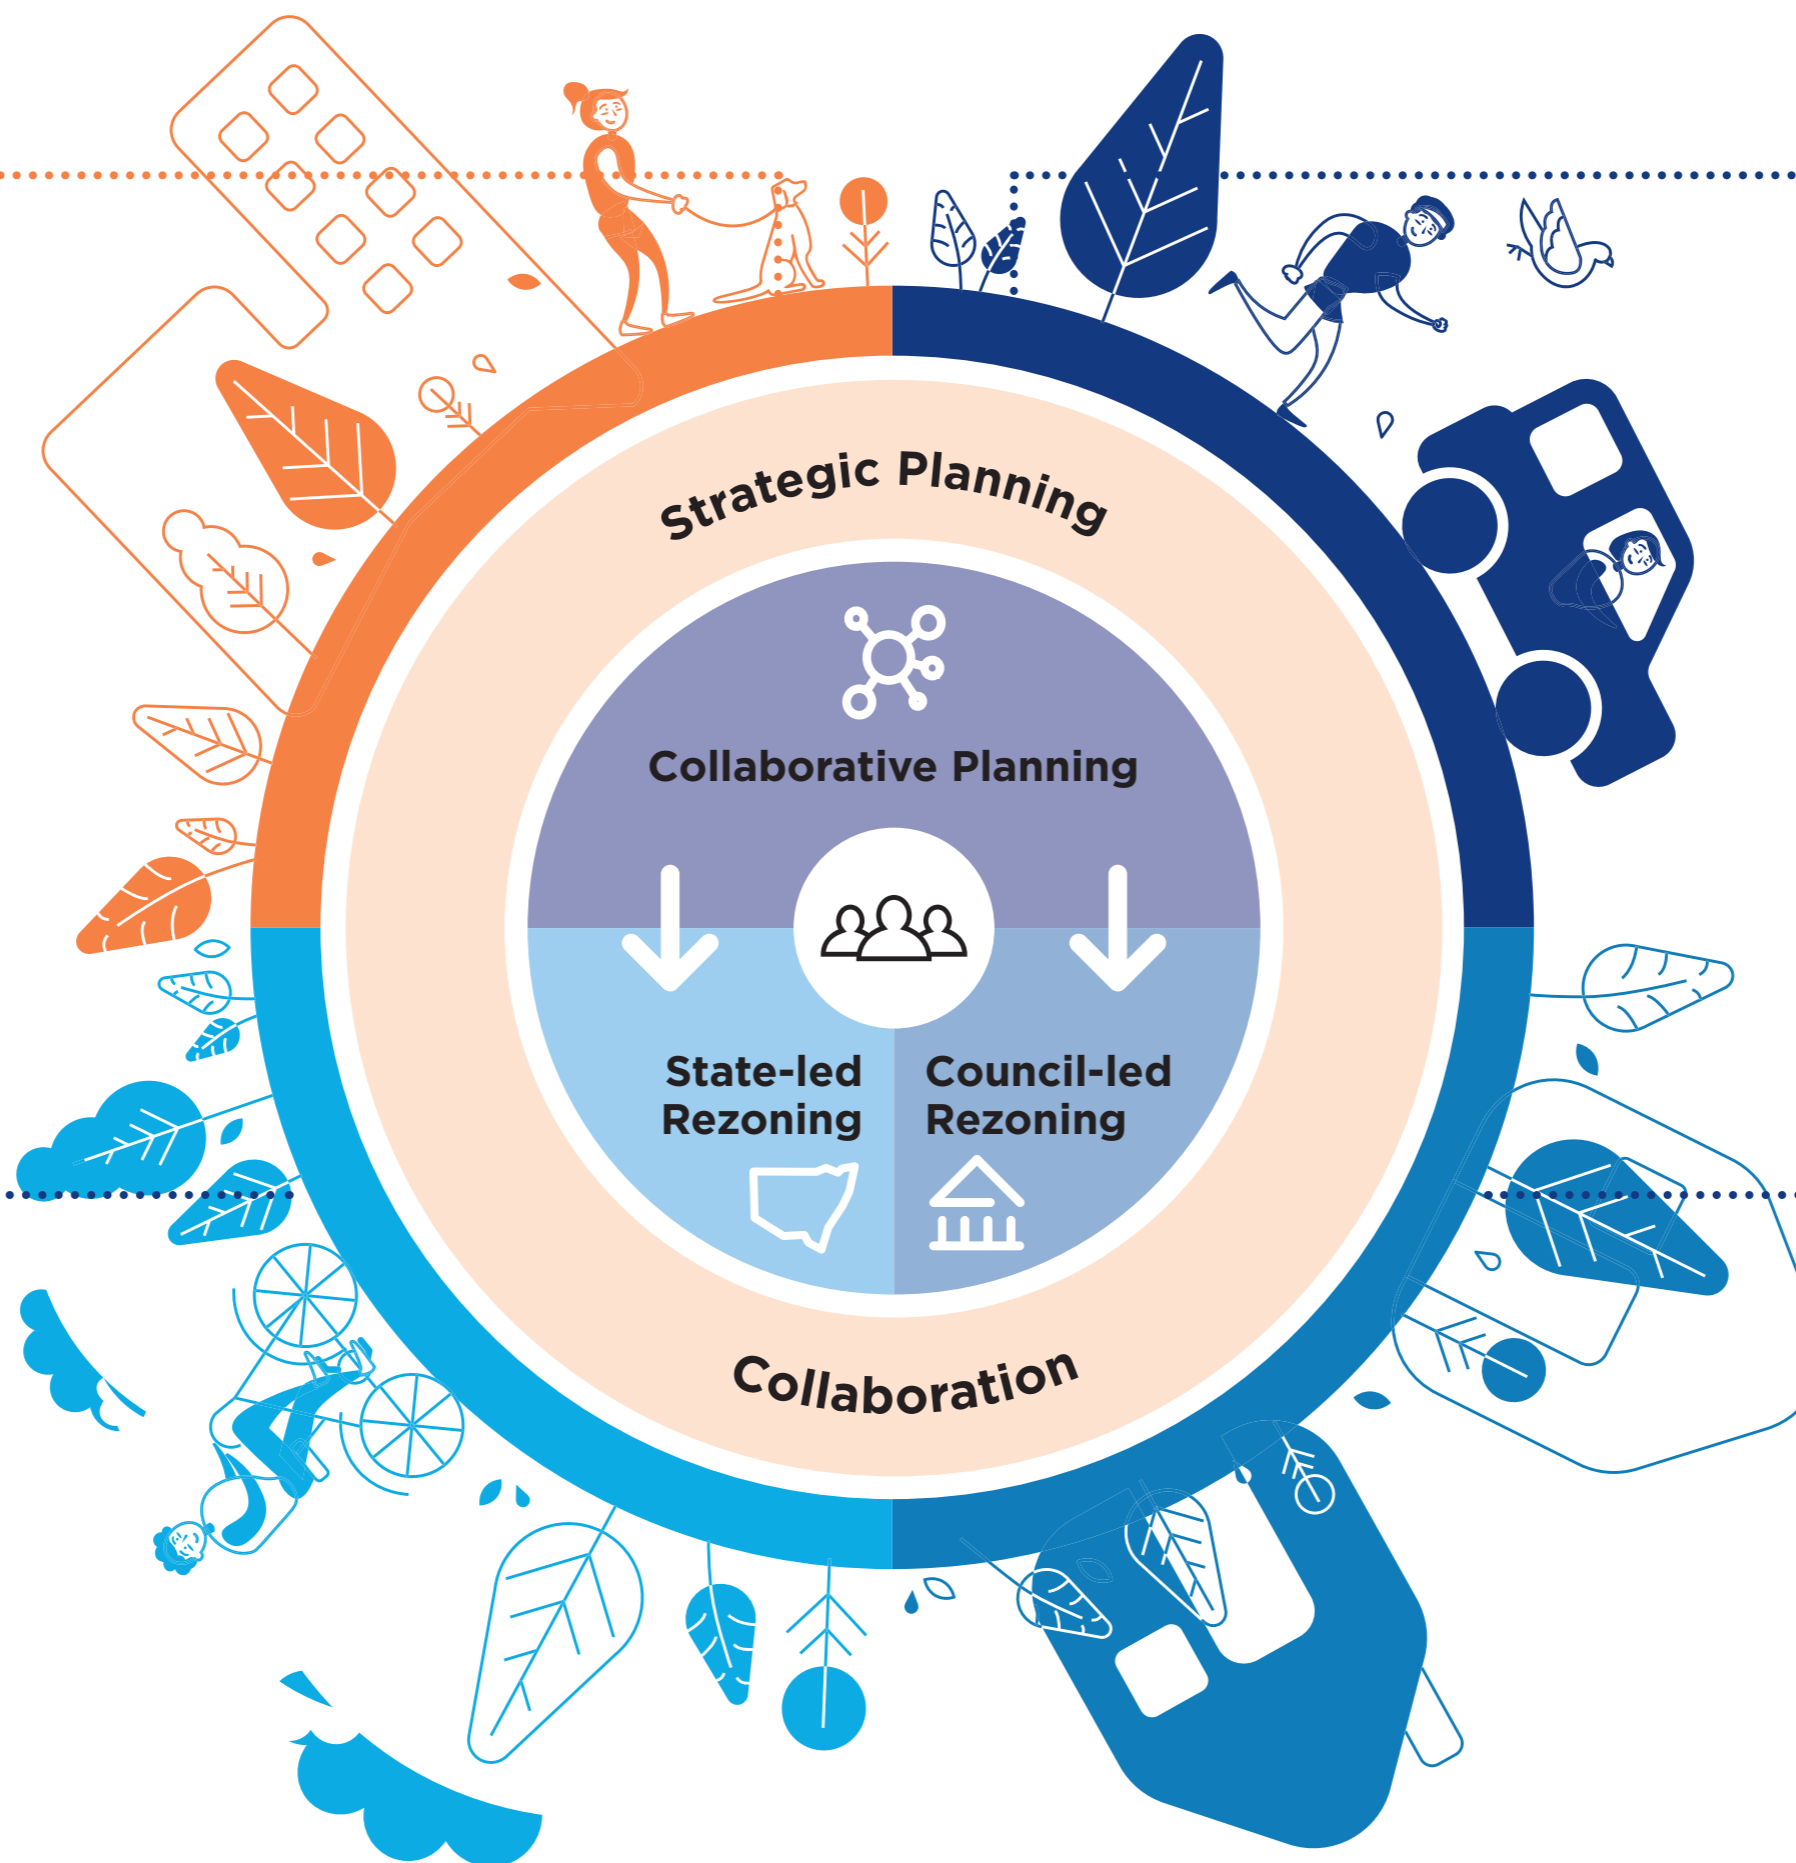 Strategic Planning
Collaborative Planning
State-led
Rezoning
Council-led
Rezoning
Collaboration